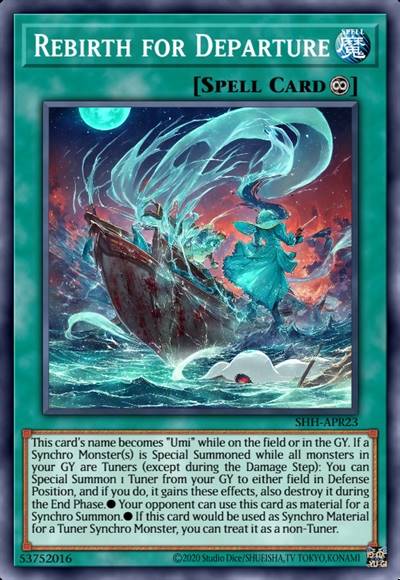 REBIRTH FOR DEPARTURE
SPELL
魔
[SPELL CARD]
SHH-APR23
This card's name becomes "Umi" while on the field or in the GY. If a
Synchro Monster(s) is Special Summoned while all monsters in
your GY are Tuners (except during the Damage Step): You can
Special Summon 1 Tuner from your GY to either field in Defense
Position, and if you do, it gains these effects, also destroy it during
the End Phase.● Your opponent can use this card as material for a
Synchro Summon.● If this card would be used as Synchro Material
for a Tuner Synchro Monster, you can treat it as a non-Tuner.
53752016
©2020 Studio Dice/SHUEISHA,TV TOKYO,KONAMI